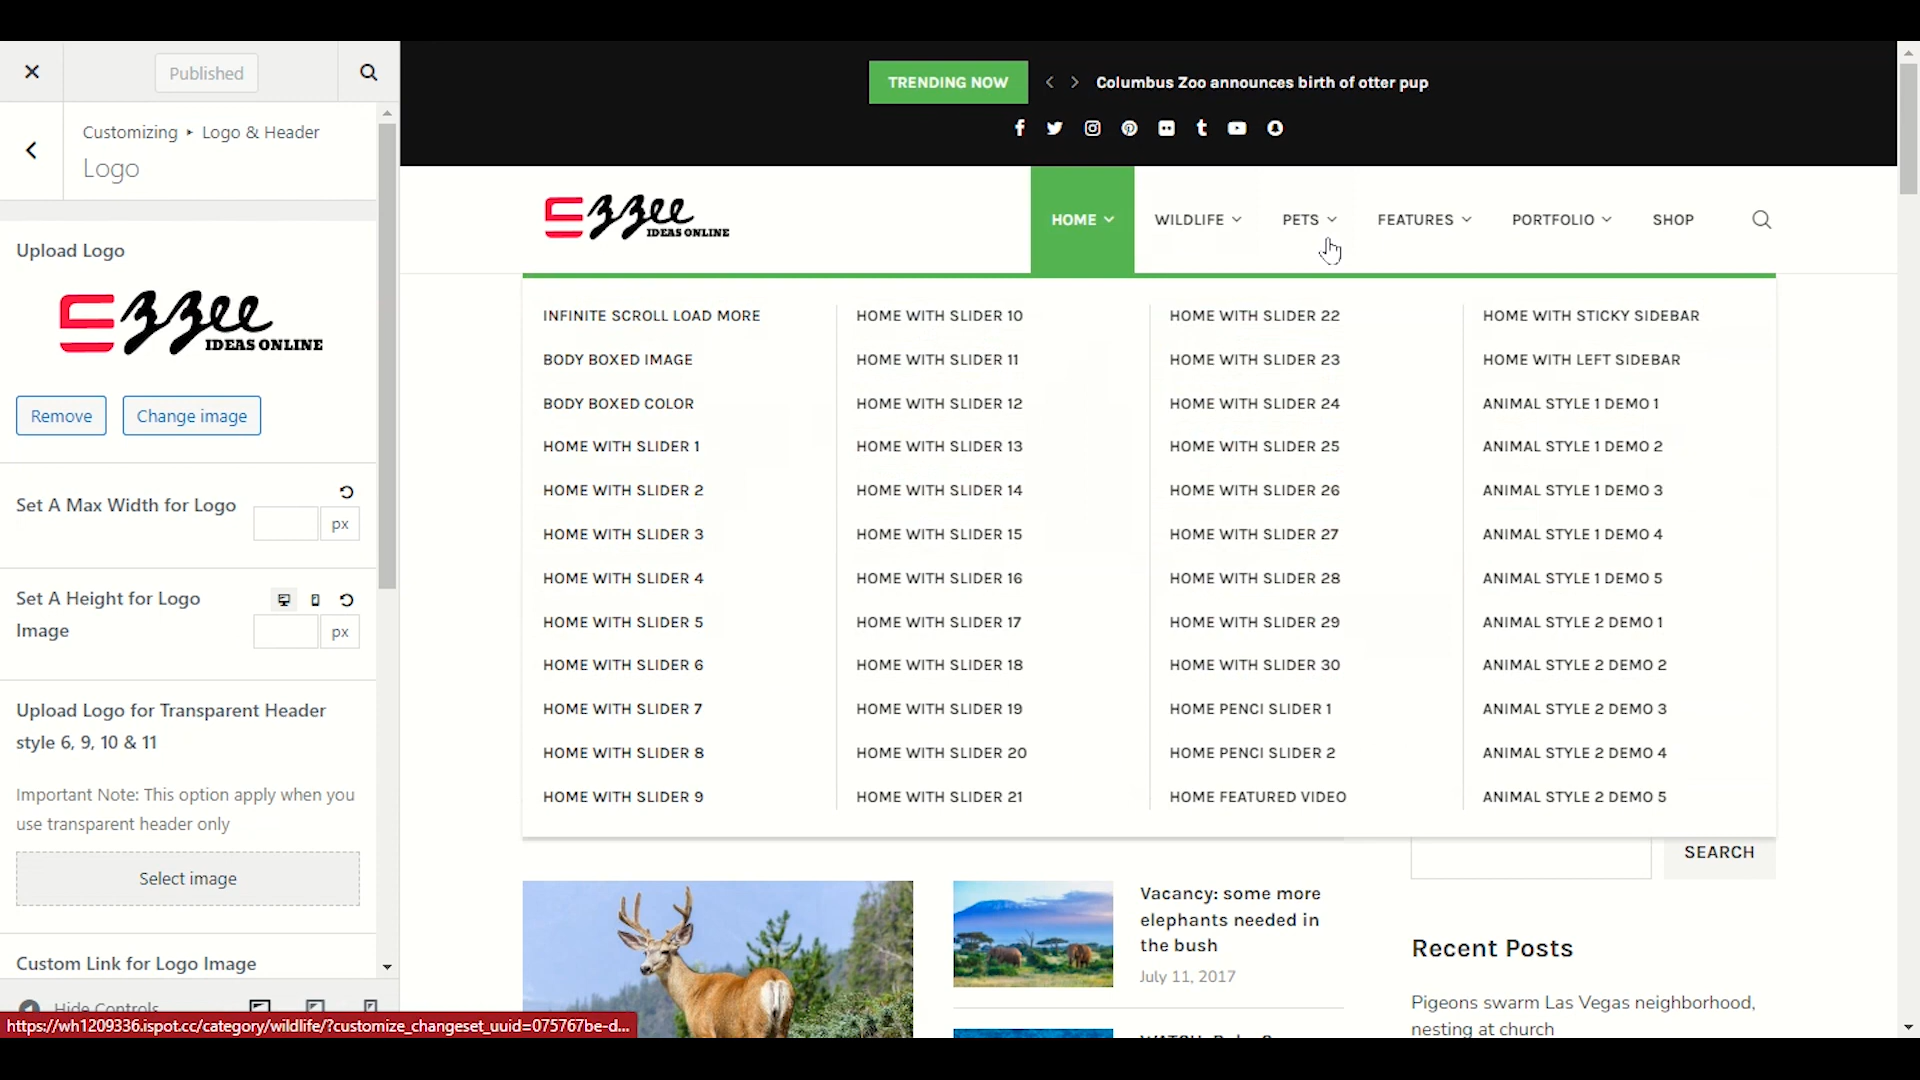 Published
Customizing ▸ Logo & Header
Logo
Upload Logo
Ezzee
IDEAS ONLINE
Remove
Change image
Set A Max Width for Logo
px
Set A Height for Logo
Image
px
Upload Logo for Transparent Header
style 6, 9, 10 & 11
Important Note: This option apply when you
use transparent header only
Select image
Custom Link for Logo Image
Hide Controls
https://wh1209336.ispot.cc/category/wildlife/?customize_changeset_uuid=075767be-d...
TRENDING NOW
Columbus Zoo announces birth of otter pup
Ezzee
IDEAS ONLINE
HOME
WILDLIFE
PETS
FEATURES
PORTFOLIO
SHOP
INFINITE SCROLL LOAD MORE
BODY BOXED IMAGE
BODY BOXED COLOR
HOME WITH SLIDER 1
HOME WITH SLIDER 2
HOME WITH SLIDER 3
HOME WITH SLIDER 4
HOME WITH SLIDER 5
HOME WITH SLIDER 6
HOME WITH SLIDER 7
HOME WITH SLIDER 8
HOME WITH SLIDER 9
HOME WITH SLIDER 10
HOME WITH SLIDER 11
HOME WITH SLIDER 12
HOME WITH SLIDER 13
HOME WITH SLIDER 14
HOME WITH SLIDER 15
HOME WITH SLIDER 16
HOME WITH SLIDER 17
HOME WITH SLIDER 18
HOME WITH SLIDER 19
HOME WITH SLIDER 20
HOME WITH SLIDER 21
HOME WITH SLIDER 22
HOME WITH SLIDER 23
HOME WITH SLIDER 24
HOME WITH SLIDER 25
HOME WITH SLIDER 26
HOME WITH SLIDER 27
HOME WITH SLIDER 28
HOME WITH SLIDER 29
HOME WITH SLIDER 30
HOME PENCI SLIDER 1
HOME PENCI SLIDER 2
HOME FEATURED VIDEO
HOME WITH STICKY SIDEBAR
HOME WITH LEFT SIDEBAR
ANIMAL STYLE 1 DEMO 1
ANIMAL STYLE 1 DEMO 2
ANIMAL STYLE 1 DEMO 3
ANIMAL STYLE 1 DEMO 4
ANIMAL STYLE 1 DEMO 5
ANIMAL STYLE 2 DEMO 1
ANIMAL STYLE 2 DEMO 2
ANIMAL STYLE 2 DEMO 3
ANIMAL STYLE 2 DEMO 4
ANIMAL STYLE 2 DEMO 5
SEARCH
Vacancy: some more
elephants needed in
the bush
July 11, 2017
Recent Posts
Pigeons swarm Las Vegas neighborhood,
nesting at church